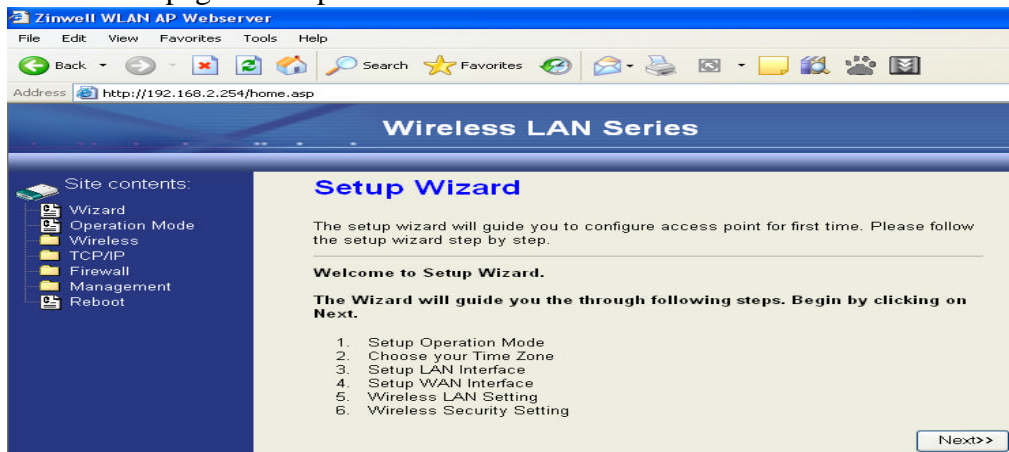 Zinwell WLAN AP Webserver
File Edit View Favorites Tools Help
Back Search Favorites
Address http://192.168.2.254/home.asp
Wireless LAN Series
Site contents:
Wizard
Operation Mode
Wireless
TCP/IP
Firewall
Management
Reboot
Setup Wizard
The setup wizard will guide you to configure access point for first time. Please follow
the setup wizard step by step.
Welcome to Setup Wizard.
The Wizard will guide you the through following steps. Begin by clicking on
Next.
1. Setup Operation Mode
2. Choose your Time Zone
3. Setup LAN Interface
4. Setup WAN Interface
5. Wireless LAN Setting
6. Wireless Security Setting
Next>>